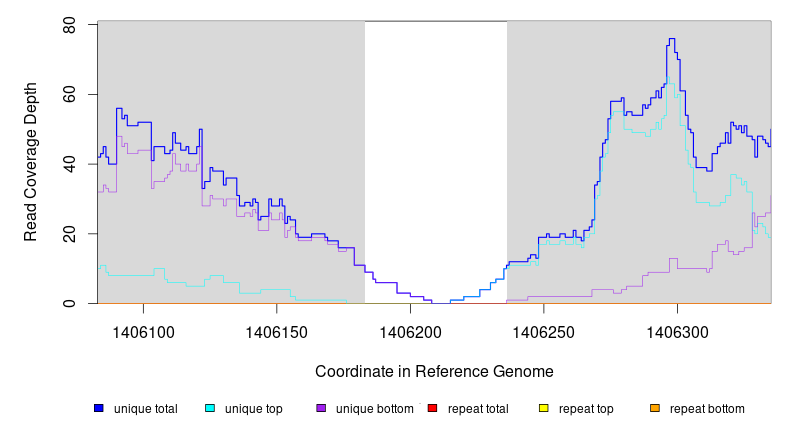 Read Coverage Depth
80
60
40
20
0
1406100 1406150 1406200 1406250 1406300
Coordinate in Reference Genome
unique total unique top unique bottom repeat total repeat top repeat bottom